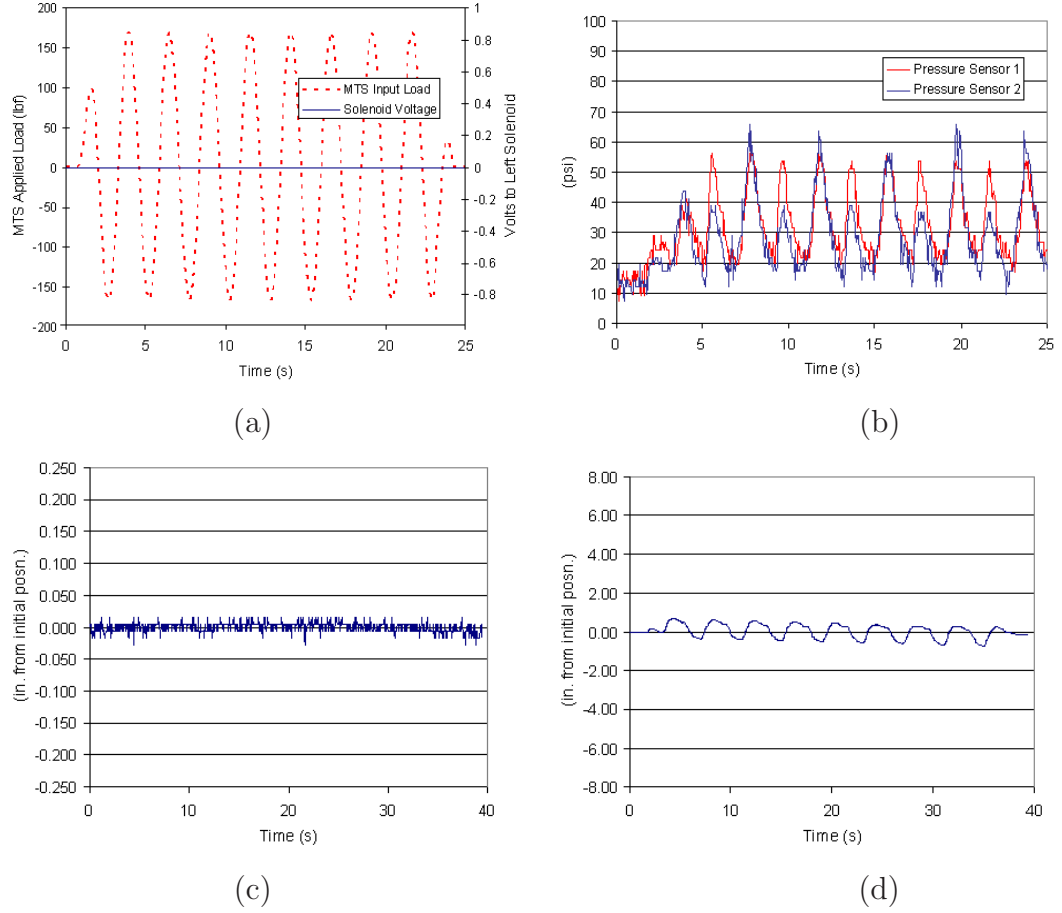 200
150
100
50
0
-50
-100
-150
-200
MTS Applied Load (lbf)
1
0.8
0.6
0.4
0.2
0
-0.2
-0.4
-0.6
-0.8
Volts to Left Solenoid
MTS Input Load
Solenoid Voltage
0 5 10 15 20 25
Time (s)
(a)
100
90
80
70
60
50
40
30
20
10
0
(psi)
Pressure Sensor 1
Pressure Sensor 2
0 5 10 15 20 25
Time (s)
(b)
0.250
0.200
0.150
0.100
0.050
0.000
-0.050
-0.100
-0.150
-0.200
-0.250
(in. from initial posn.)
0 10 20 30 40
Time (s)
(c)
8.00
6.00
4.00
2.00
0.00
-2.00
-4.00
-6.00
-8.00
(in. from initial posn.)
0 10 20 30 40
Time (s)
(d)